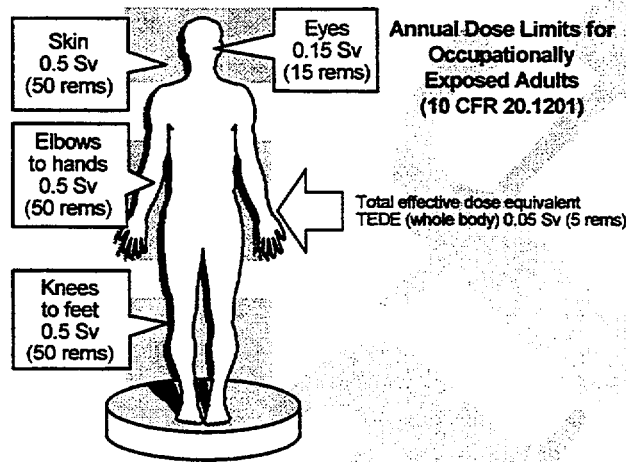 Skin
0.5 Sv
(50 rems)
Eyes
0.15 Sv
(15 rems)
Annual Dose Limits for
Occupationally
Exposed Adults
(10 CFR 20.1201)
Elbows
to hands
0.5 Sv
(50 rems)
Total effective dose equivalent
TEDE (whole body) 0.05 Sv (5 rems)
Knees
to feet
0.5 Sv
(50 rems)